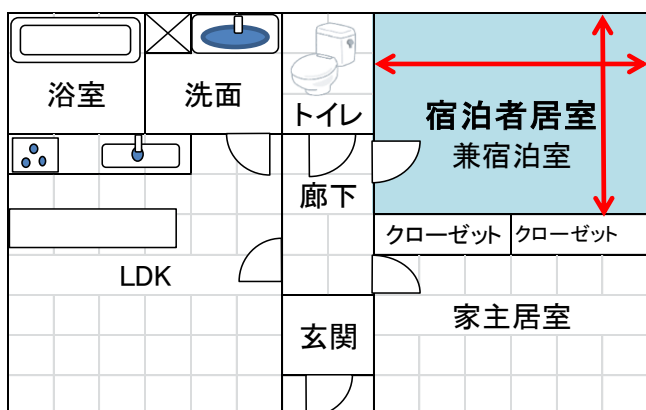 浴室
洗面
トイレ
宿泊者居室
兼宿泊室
廊下
クローゼット
クローゼット
LDK
玄関
家主居室